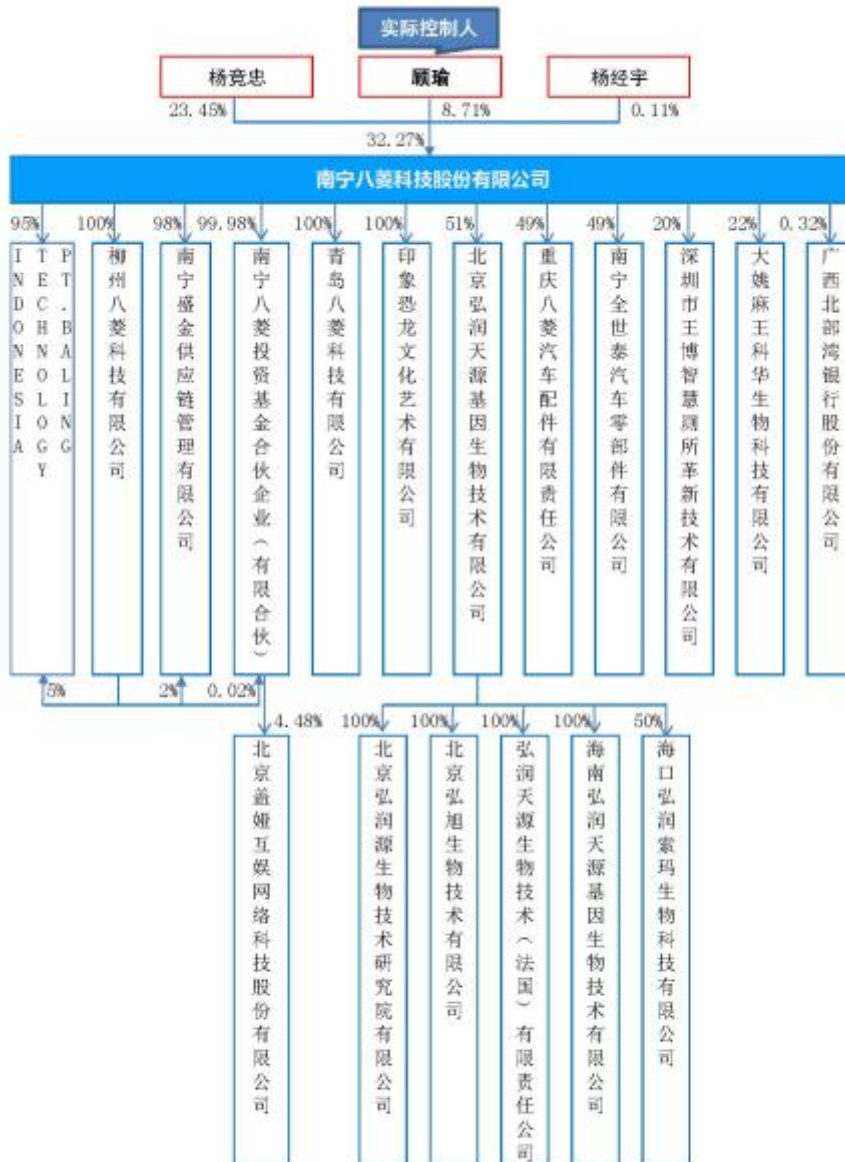 实际控制人
杨竞忠
顾瑜
杨经宇
23.45%
8.71%
0.11%
32.27%
南宁八菱科技股份有限公司
95%
100%
98%
99.98%
100%
100%
51%
49%
49%
20%
22%
0.32%
PT.BALING
TECHNOLOGY
INDONESIA
柳州八菱科技有限公司
南宁盛金供应链管理有限公司
南宁八菱投资基金合伙企业（有限合伙）
青岛八菱科技有限公司
印象恐龙文化艺术有限公司
北京弘润天源基因生物技术有限公司
重庆八菱汽车配件有限责任公司
南宁全世泰汽车零部件有限公司
深圳市王博智慧厕所革新技术有限公司
大姚麻王科华生物科技有限公司
广西北部湾银行股份有限公司
5%
2%
0.02%
4.48%
100%
100%
100%
100%
50%
北京盖娅互娱网络科技股份有限公司
北京弘润源生物技术研究院有限公司
北京弘旭生物技术有限公司
弘润天源生物技术（法国）有限责任公司
海南弘润天源基因生物技术有限公司
海口弘润索玛生物科技有限公司